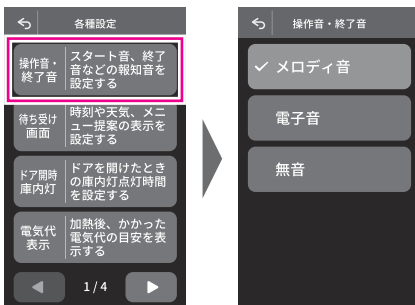 各種設定
操作音・
終了音
スタート音、終了
音などの報知音を
設定する
待ち受け
画面
時刻や天気、メニ
ュー提案の表示を
設定する
ドア開時
庫内灯
ドアを開けたとき
の庫内灯点灯時間
を設定する
電気代
表示
加熱後、かかった
電気代の目安を表
示する
1/4
操作音・終了音
メロディ音
電子音
無音